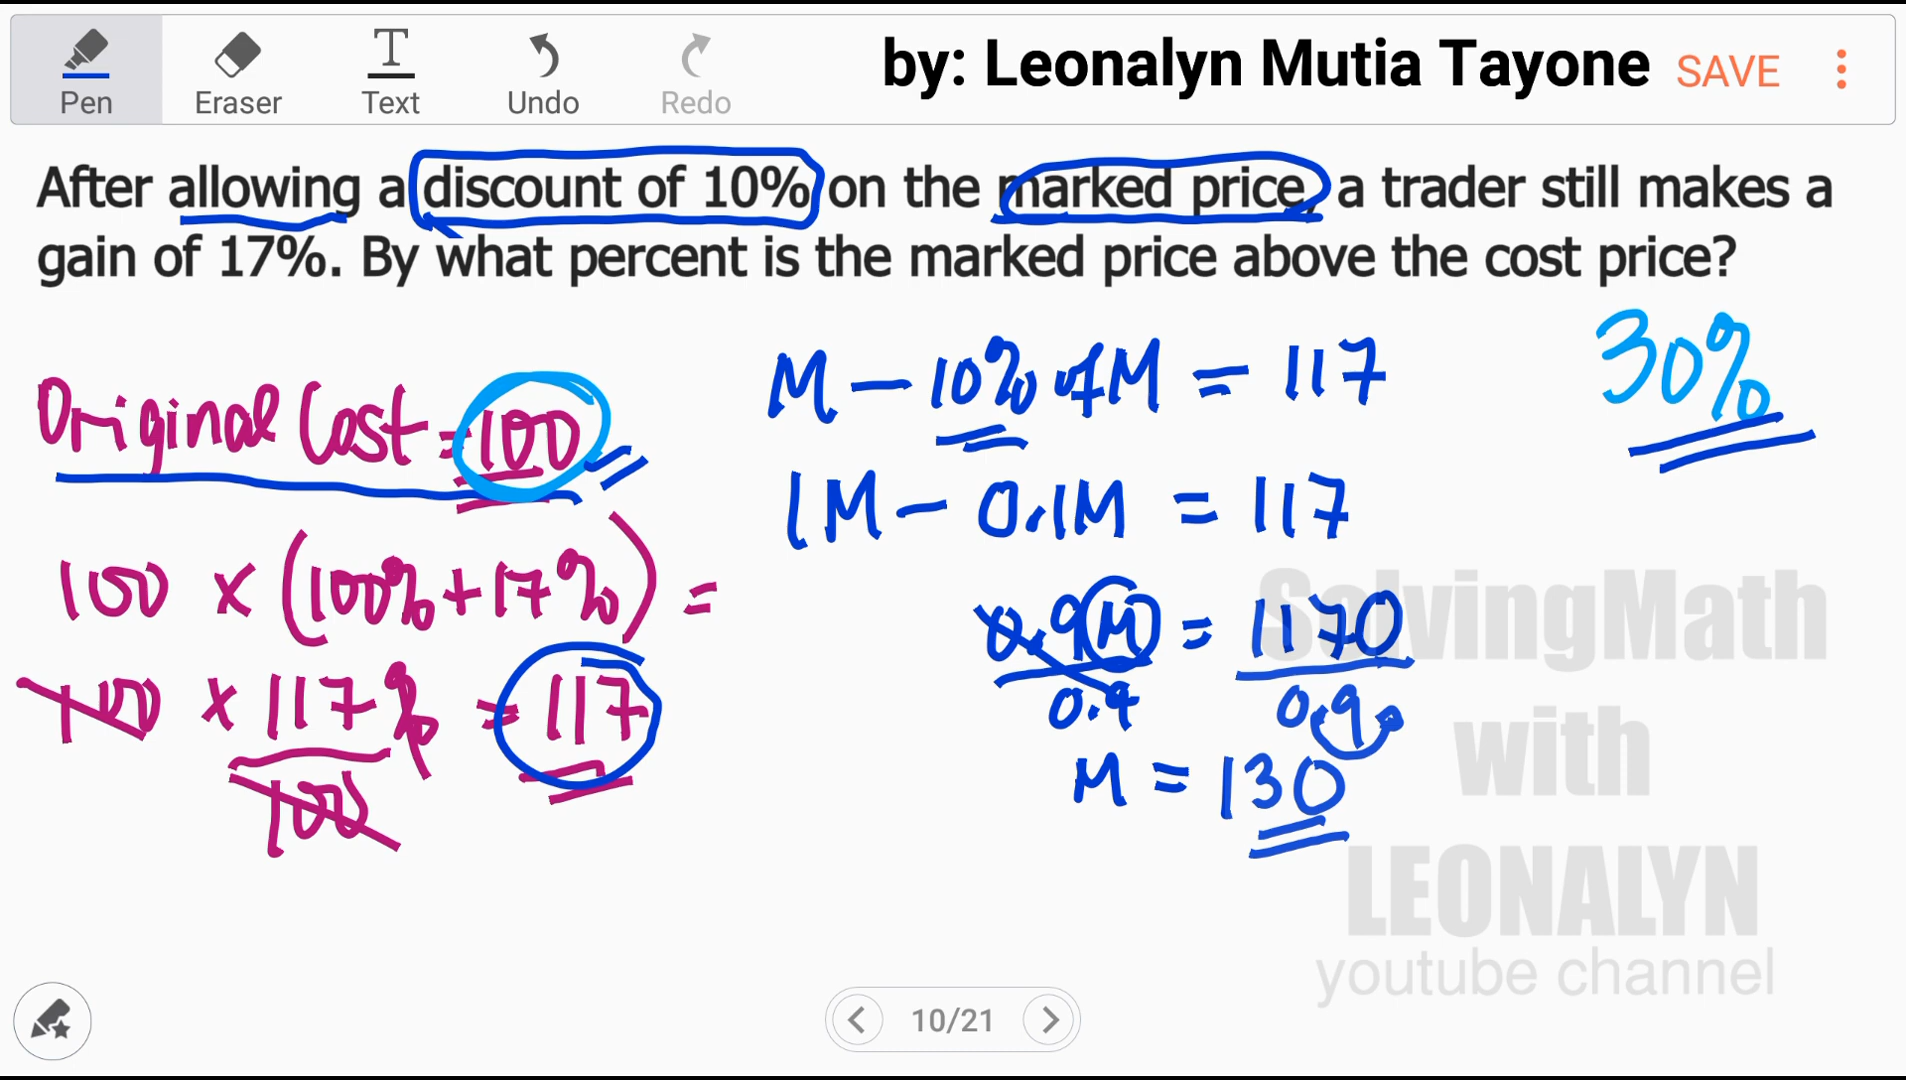 by: Leonalyn Mutia Tayone
SAVE
Pen
Eraser
Text
Undo
Redo
After allowing a discount of 10% on the marked price, a trader still makes a
gain of 17%. By what percent is the marked price above the cost price?
30%
Original Cost = 100
100 × (100% + 17%) =
100 × 117% = 117
100
M - 10% of M = 117
1M - 0.1M = 117
0.9M = 1170
0.9 0.9
M = 130
SolvingMath
with
LEONALYN
youtube channel
10/21